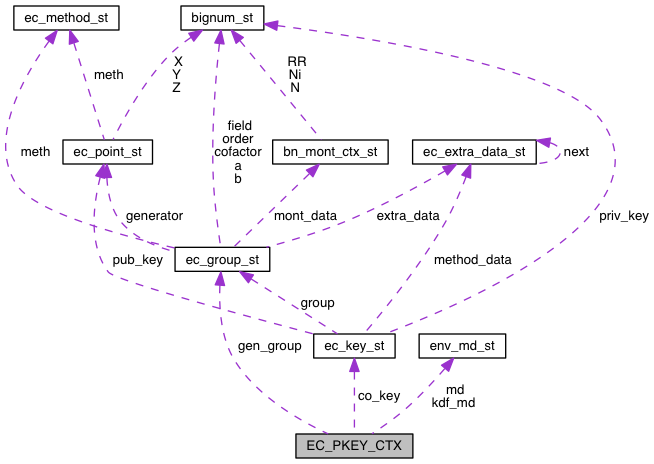 ec_method_st
bignum_st
meth
X
Y
Z
RR
Ni
N
field
order
cofactor
a
b
meth
ec_point_st
bn_mont_ctx_st
ec_extra_data_st
next
generator
mont_data
extra_data
priv_key
pub_key
ec_group_st
method_data
group
gen_group
ec_key_st
env_md_st
co_key
md
kdf_md
EC_PKEY_CTX